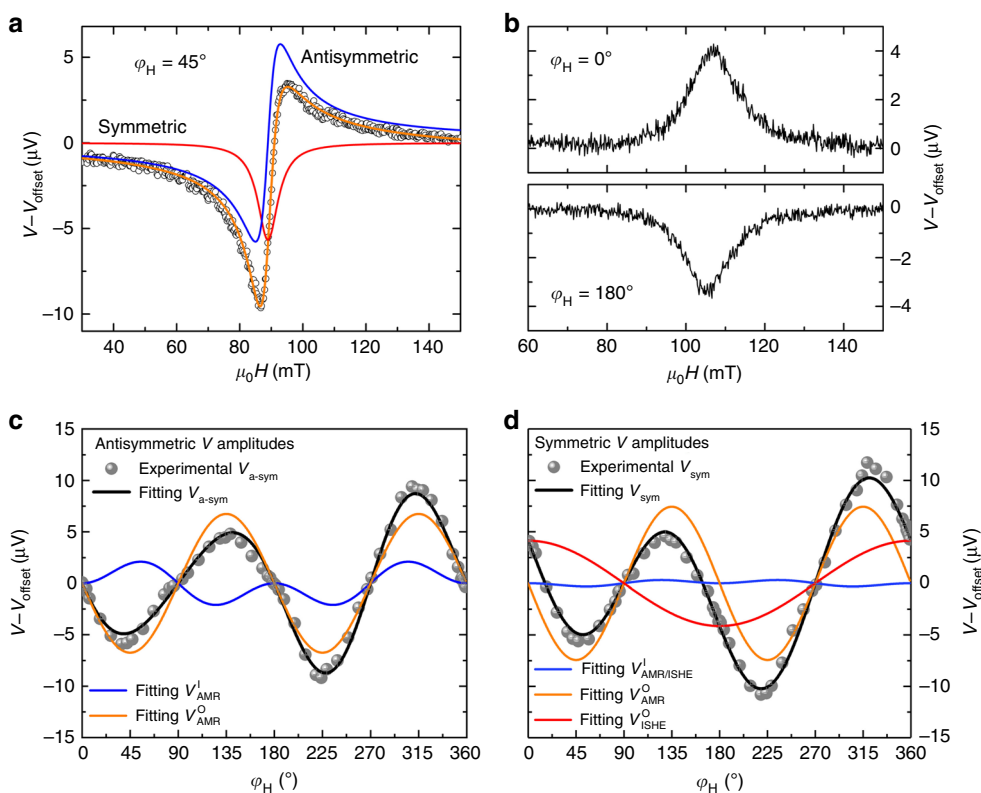 a
φH = 45°
Antisymmetric
Symmetric
5
0
−5
−10
V−Voffset (μV)
40 60 80 100 120 140
μ0H (mT)
b
φH = 0°
4
2
0
0
−2
−4
φH = 180°
V−Voffset (μV)
60 80 100 120 140
μ0H (mT)
c
Antisymmetric V amplitudes
Experimental Va-sym
Fitting Va-sym
Fitting V^I_AMR
Fitting V^O_AMR
15
10
5
0
−5
−10
−15
V−Voffset (μV)
0 45 90 135 180 225 270 315 360
φH (°)
d
Symmetric V amplitudes
Experimental Vsym
Fitting Vsym
Fitting V^I_AMR/ISHE
Fitting V^O_AMR
Fitting V^O_ISHE
15
10
5
0
−5
−10
−15
V−Voffset (μV)
0 45 90 135 180 225 270 315 360
φH (°)